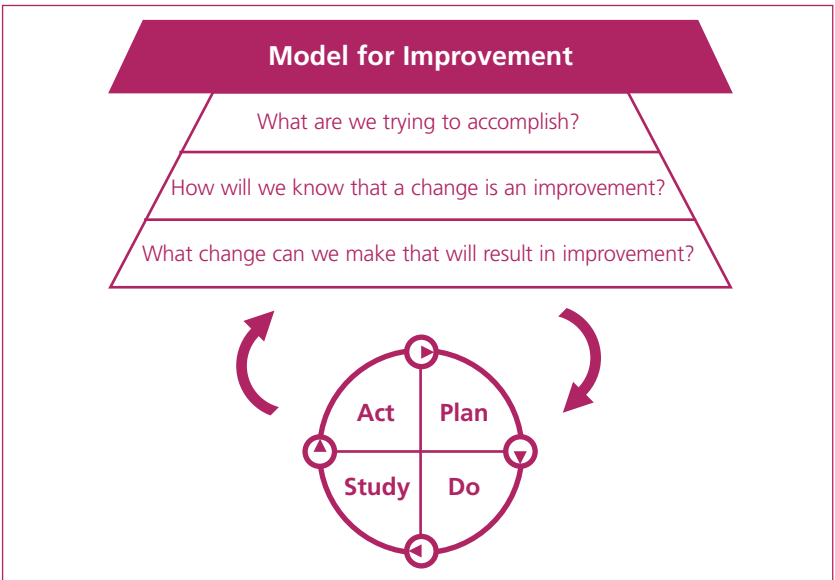 Model for Improvement
What are we trying to accomplish?
How will we know that a change is an improvement?
What change can we make that will result in improvement?
Act Plan
Study Do